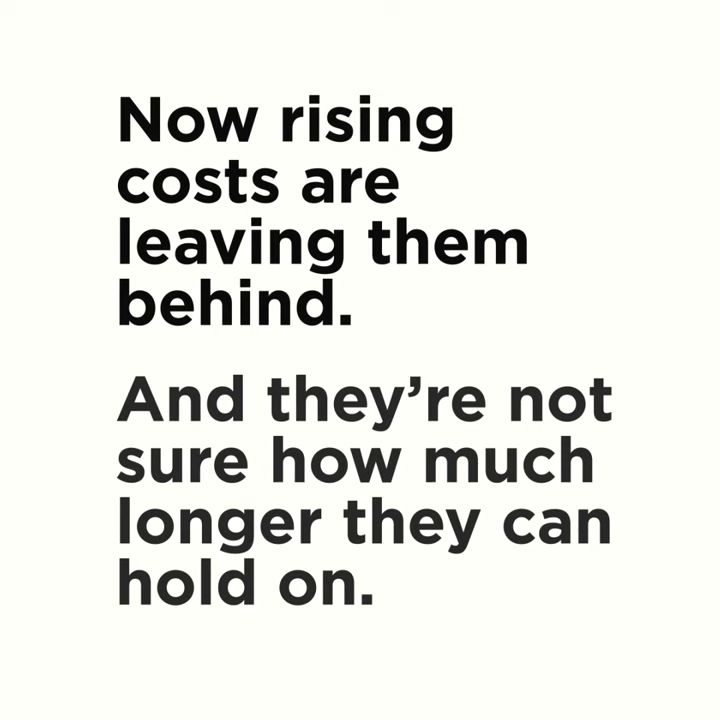 Now rising
costs are
leaving them
behind.
And they’re not
sure how much
longer they can
hold on.